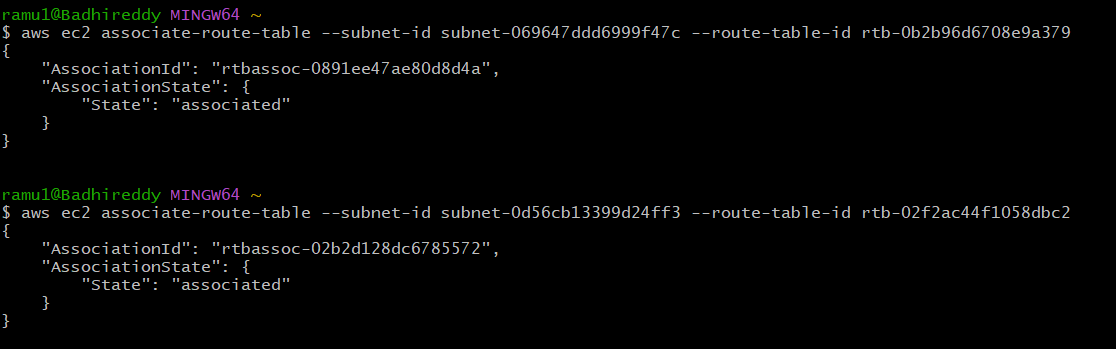 ramu1@Badhireddy MINGW64 ~
$ aws ec2 associate-route-table --subnet-id subnet-069647ddd6999f47c --route-table-id rtb-0b2b96d6708e9a379
{
    "AssociationId": "rtbassoc-0891ee47ae80d8d4a",
    "AssociationState": {
        "State": "associated"
    }
}
ramu1@Badhireddy MINGW64 ~
$ aws ec2 associate-route-table --subnet-id subnet-0d56cb13399d24ff3 --route-table-id rtb-02f2ac44f1058dbc2
{
    "AssociationId": "rtbassoc-02b2d128dc6785572",
    "AssociationState": {
        "State": "associated"
    }
}